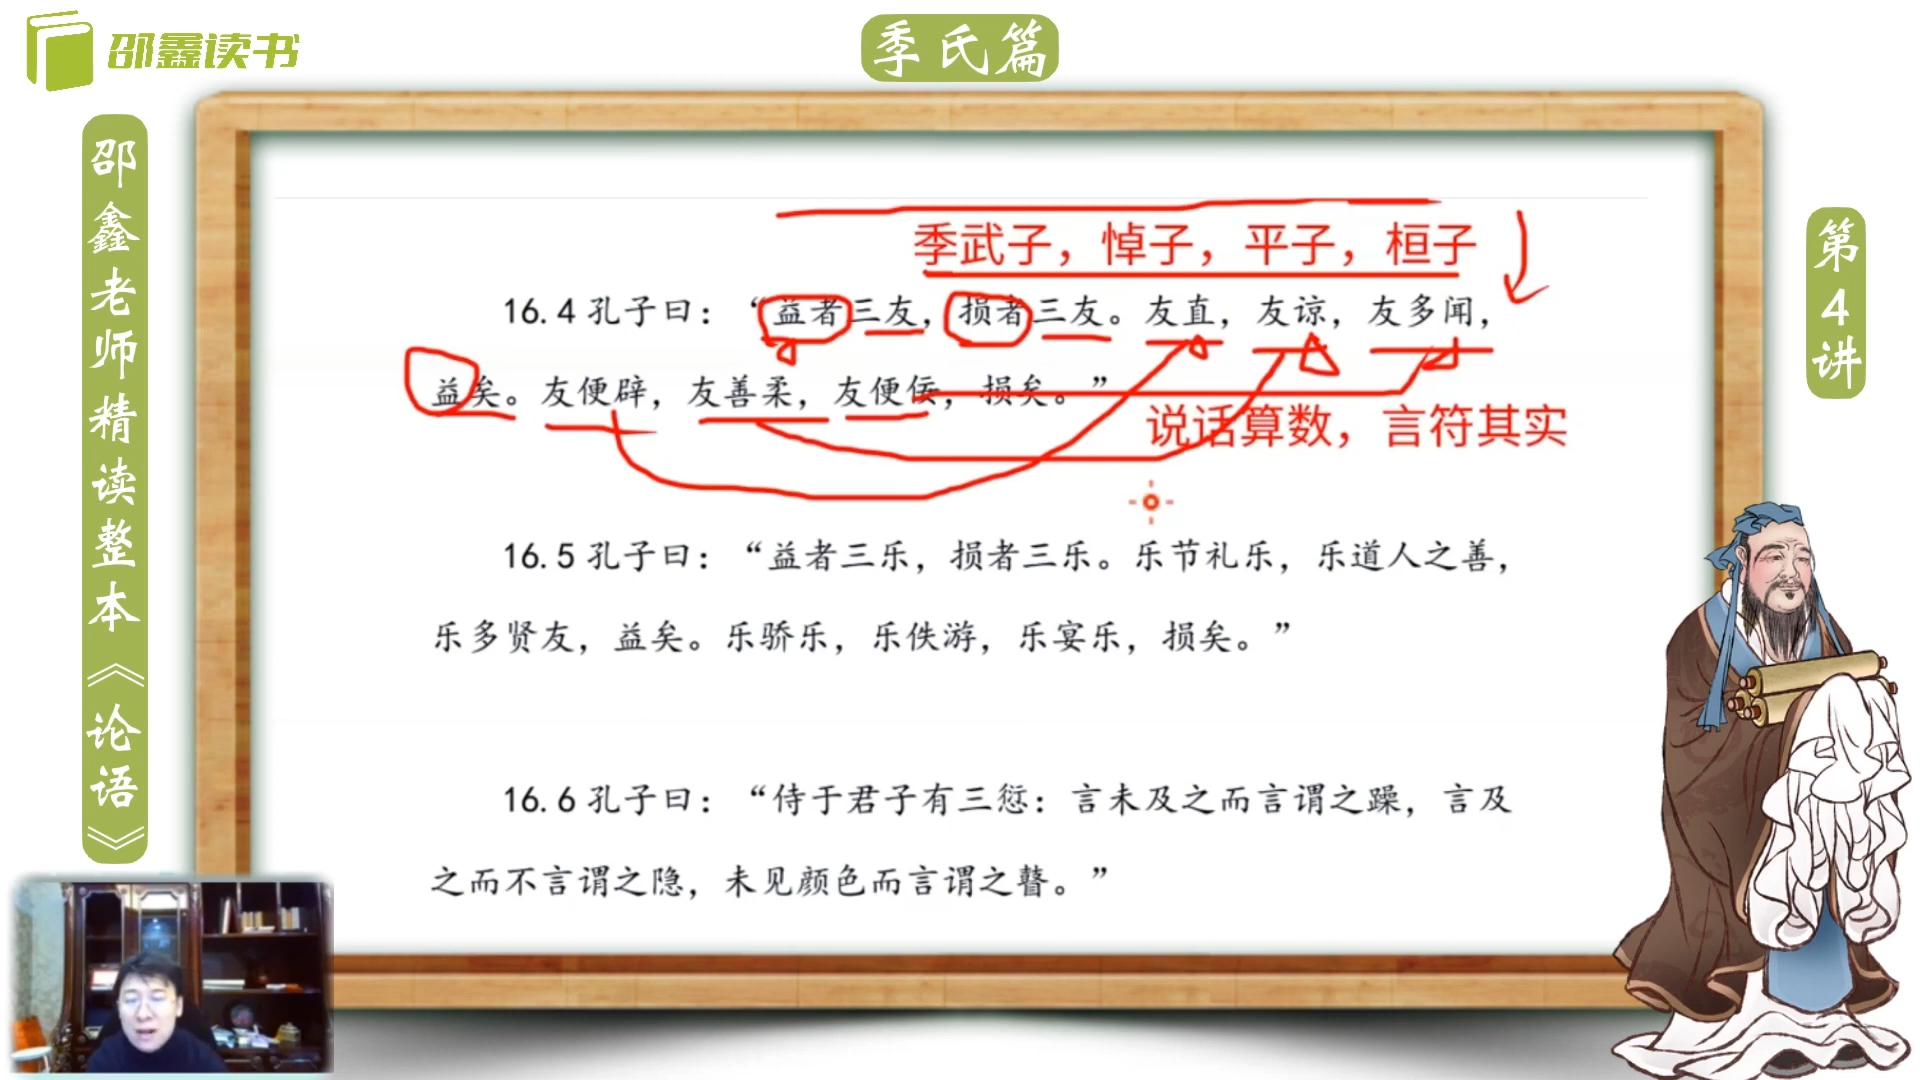 邵鑫读书
季氏篇
邵鑫老师精读整本《论语》
第4讲
季武子，悼子，平子，桓子
16.4 孔子曰：“益者三友，损者三友。友直，友谅，友多闻，
益矣。友便辟，友善柔，友便佞，损矣。”
说话算数，言符其实
16.5 孔子曰：“益者三乐，损者三乐。乐节礼乐，乐道人之善，
乐多贤友，益矣。乐骄乐，乐佚游，乐宴乐，损矣。”
16.6 孔子曰：“侍于君子有三愆：言未及之而言谓之躁，言及
之而不言谓之隐，未见颜色而言谓之瞽。”